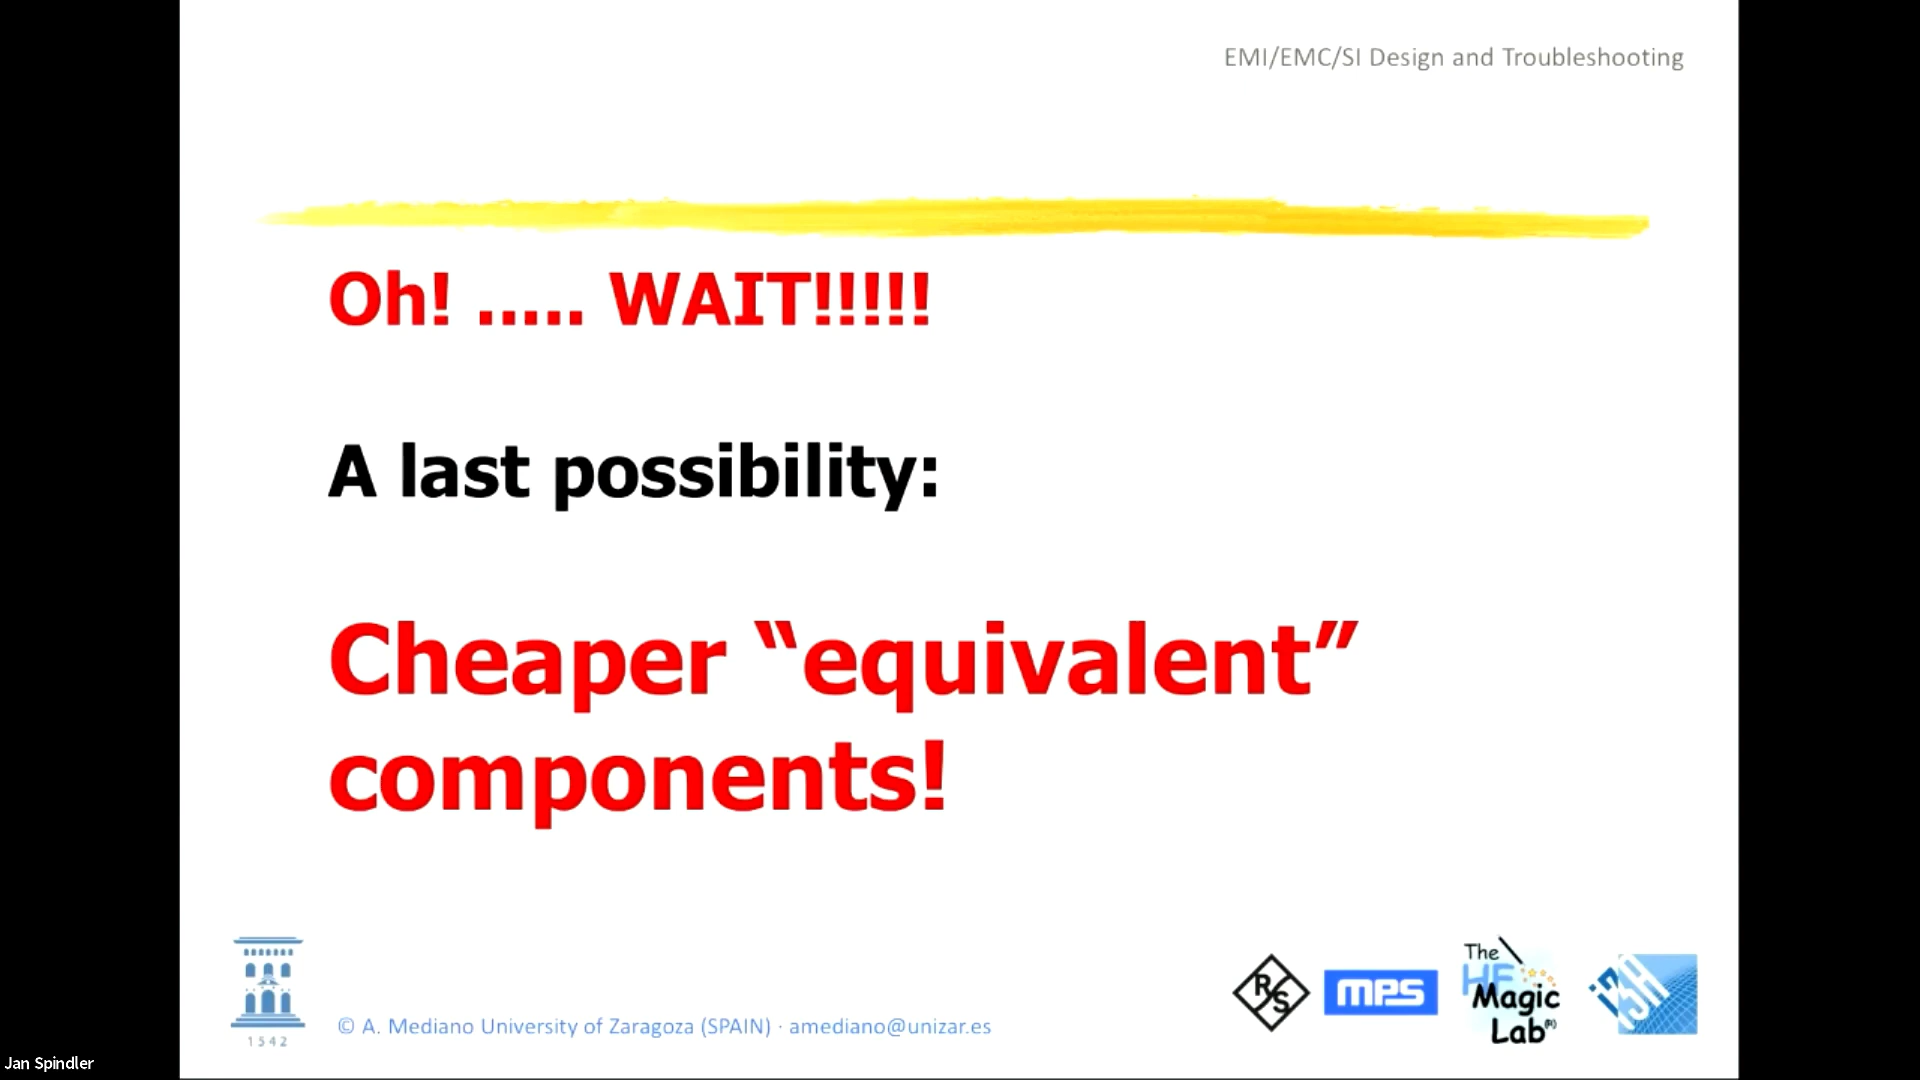 EMI/EMC/SI Design and Troubleshooting
Oh! ..... WAIT!!!!!
A last possibility:
Cheaper “equivalent”
components!
1542
© A. Mediano University of Zaragoza (SPAIN) · amediano@unizar.es
R S
mps
The
HF
Magic
Lab(R)
Jan Spindler